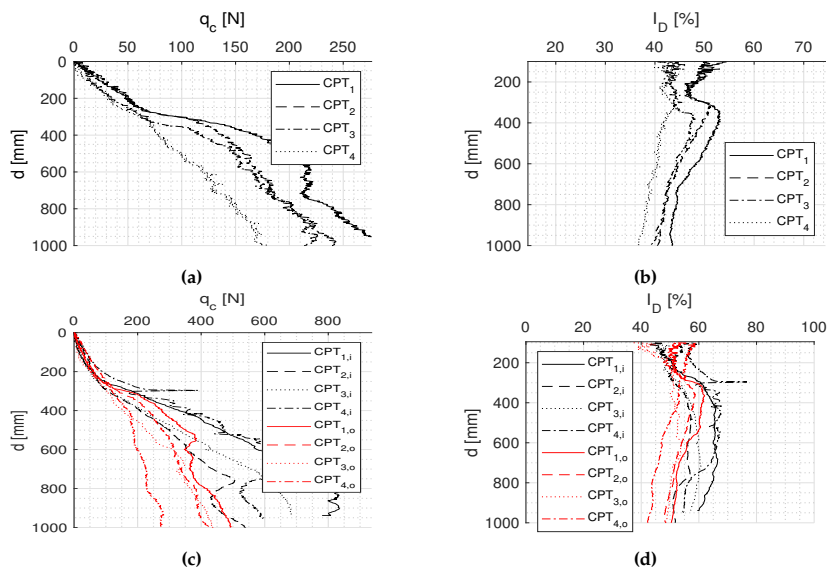 q_c [N]
0 50 100 150 200 250
0
200
400
600
800
1000
d [mm]
CPT_1
CPT_2
CPT_3
CPT_4
(a)
I_D [%]
20 30 40 50 60 70
200
400
600
800
1000
d [mm]
CPT_1
CPT_2
CPT_3
CPT_4
(b)
q_c [N]
0 200 400 600 800
0
200
400
600
800
1000
d [mm]
CPT_1,i
CPT_2,i
CPT_3,i
CPT_4,i
CPT_1,o
CPT_2,o
CPT_3,o
CPT_4,o
(c)
I_D [%]
0 20 40 60 80 100
200
400
600
800
1000
d [mm]
CPT_1,i
CPT_2,i
CPT_3,i
CPT_4,i
CPT_1,o
CPT_2,o
CPT_3,o
CPT_4,o
(d)